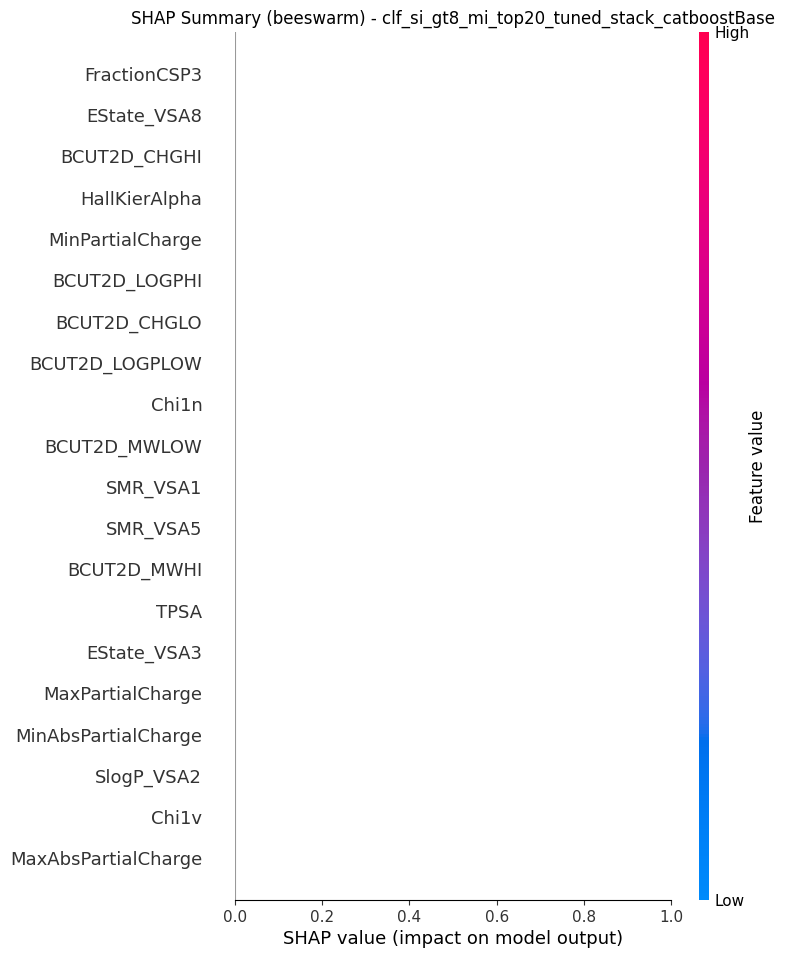 SHAP Summary (beeswarm) - clf_si_gt8_mi_top20_tuned_stack_catboostBase
High
FractionCSP3
EState_VSA8
BCUT2D_CHGHI
HallKierAlpha
MinPartialCharge
BCUT2D_LOGPHI
BCUT2D_CHGLO
BCUT2D_LOGPLOW
Chi1n
BCUT2D_MWLOW
SMR_VSA1
SMR_VSA5
BCUT2D_MWHI
TPSA
EState_VSA3
MaxPartialCharge
MinAbsPartialCharge
SlogP_VSA2
Chi1v
MaxAbsPartialCharge
Feature value
Low
0.0 0.2 0.4 0.6 0.8 1.0
SHAP value (impact on model output)